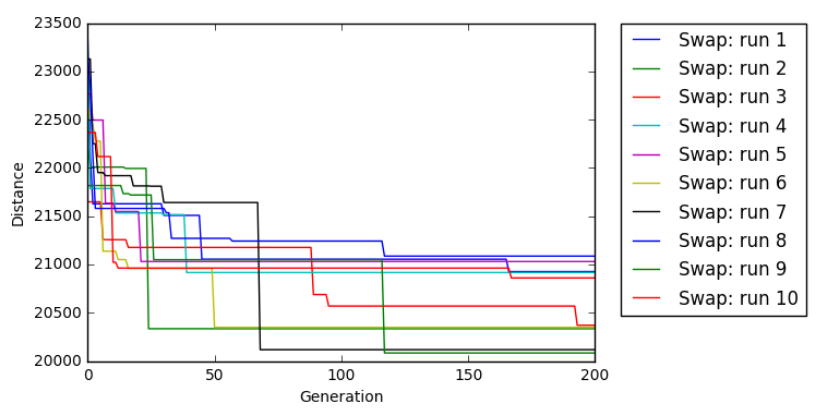 23500
23000
22500
22000
21500
21000
20500
20000
Distance
0
50
100
150
200
Generation
Swap: run 1
Swap: run 2
Swap: run 3
Swap: run 4
Swap: run 5
Swap: run 6
Swap: run 7
Swap: run 8
Swap: run 9
Swap: run 10